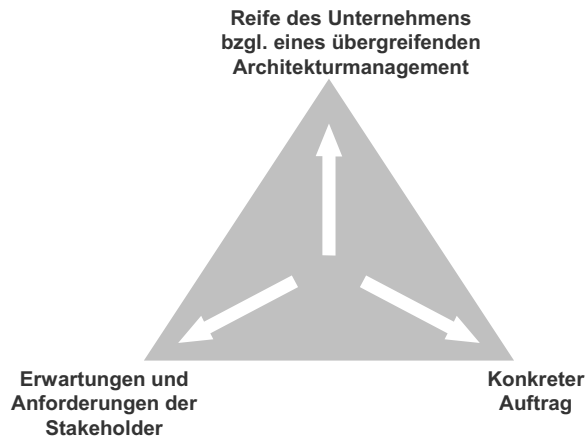 Reife des Unternehmens
bzgl. eines übergreifenden
Architekturmanagement
Erwartungen und
Anforderungen der
Stakeholder
Konkreter
Auftrag